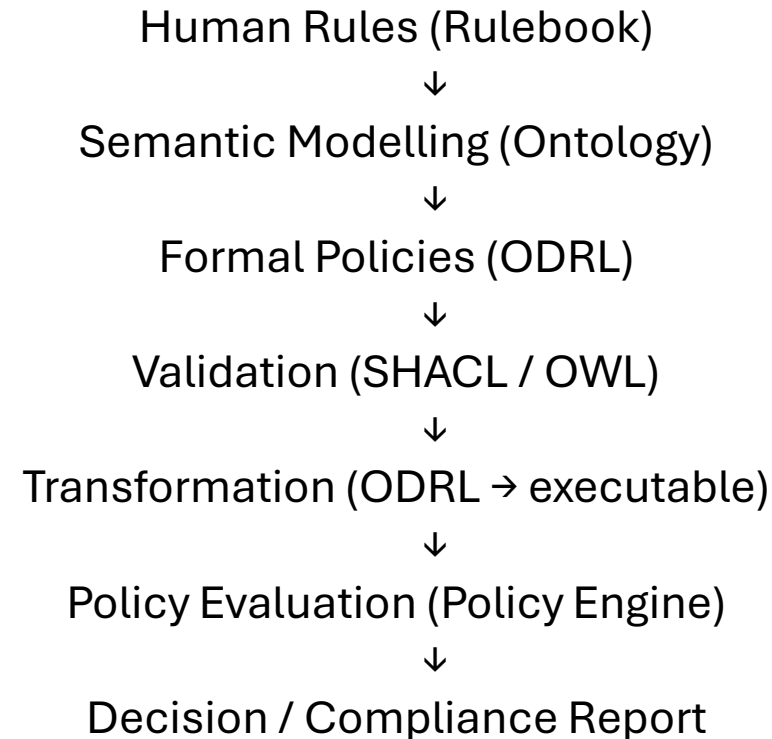 Human Rules (Rulebook)
↓
Semantic Modelling (Ontology)
↓
Formal Policies (ODRL)
↓
Validation (SHACL / OWL)
↓
Transformation (ODRL → executable)
↓
Policy Evaluation (Policy Engine)
↓
Decision / Compliance Report